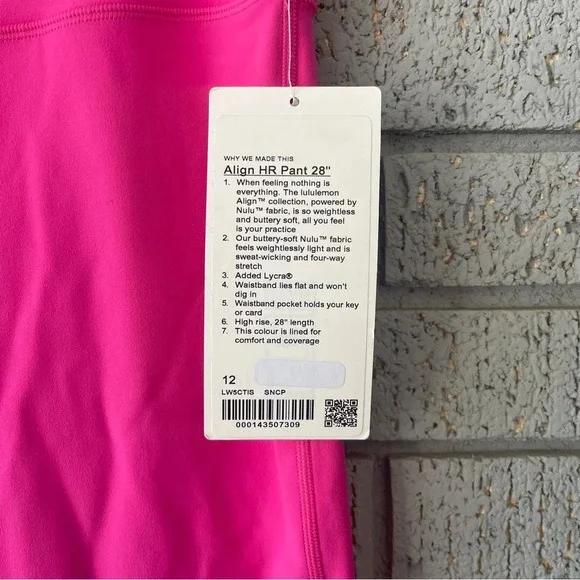 WHY WE MADE THIS
Align HR Pant 28"
1. When feeling nothing is
everything. The lululemon
Align™ collection, powered by
Nulu™ fabric, is so weightless
and buttery soft, all you feel
is your practice
2. Our buttery-soft Nulu™ fabric
feels weightlessly light and is
sweat-wicking and four-way
stretch
3. Added Lycra®
4. Waistband lies flat and won't
dig in
5. Waistband pocket holds your key
or card
6. High rise, 28" length
7. This colour is lined for
comfort and coverage
12
LW5CTIS SNCP
000143507309